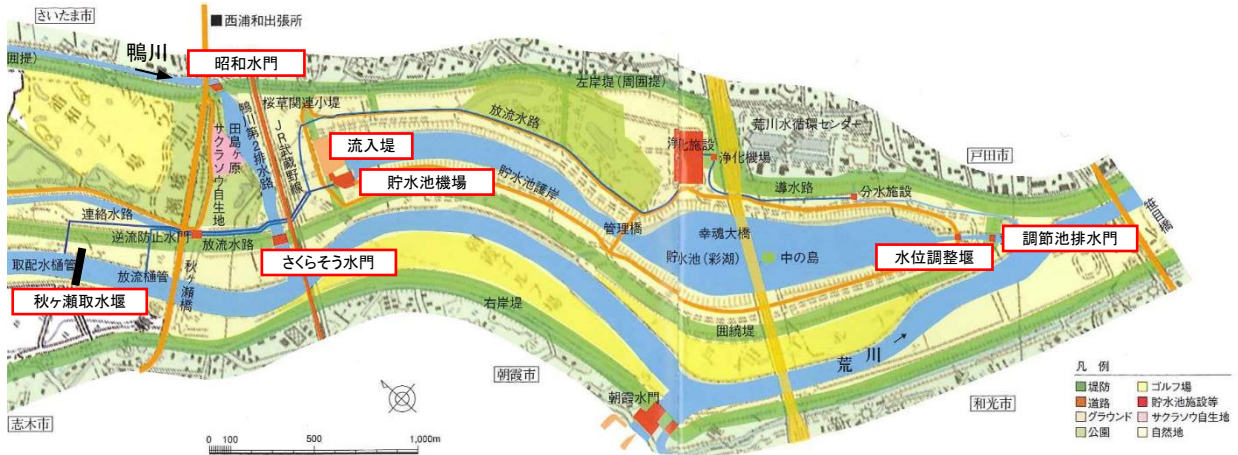 さいたま市
■西浦和出張所
鴨川
昭和水門
囲堤)
左岸堤(周囲堤)
桜草関連小堤
放流水路
荒川水循環センター
鴨川第2排水路
JR武蔵野線
田島ヶ原
サクラソウ自生地
流入堤
浄化施設
浄化機場
戸田市
貯水池機場
貯水池護岸
導水路
分水施設
笹目橋
連絡水路
管理橋
幸魂大橋
逆流防止水門
放流水路
調節池排水門
取配水樋管
放流樋管
さくらそう水門
貯水池(彩湖)
中の島
水位調整堰
秋ヶ瀬取水堰
秋ヶ瀬橋
右岸堤
囲繞堤
荒川
朝霞市
朝霞水門
和光市
志木市
0 100 500 1,000m
凡 例
堤防
ゴルフ場
道路
貯水池施設等
グラウンド
サクラソウ自生地
公園
自然地